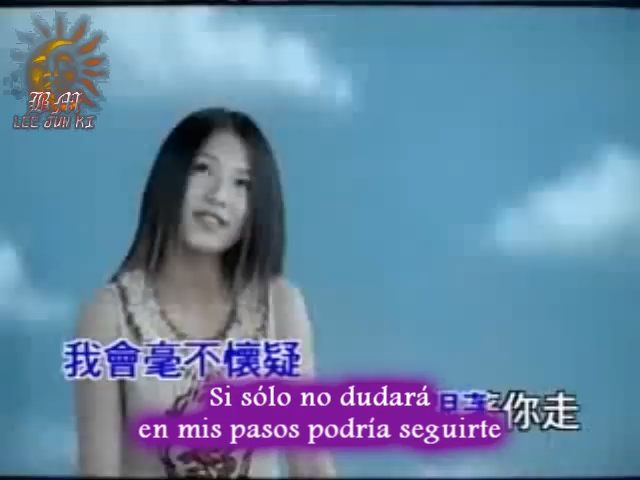 BM
LEE JUN KI
我會毫不懷疑
你走
Si sólo no dudará
en mis pasos podría seguirte